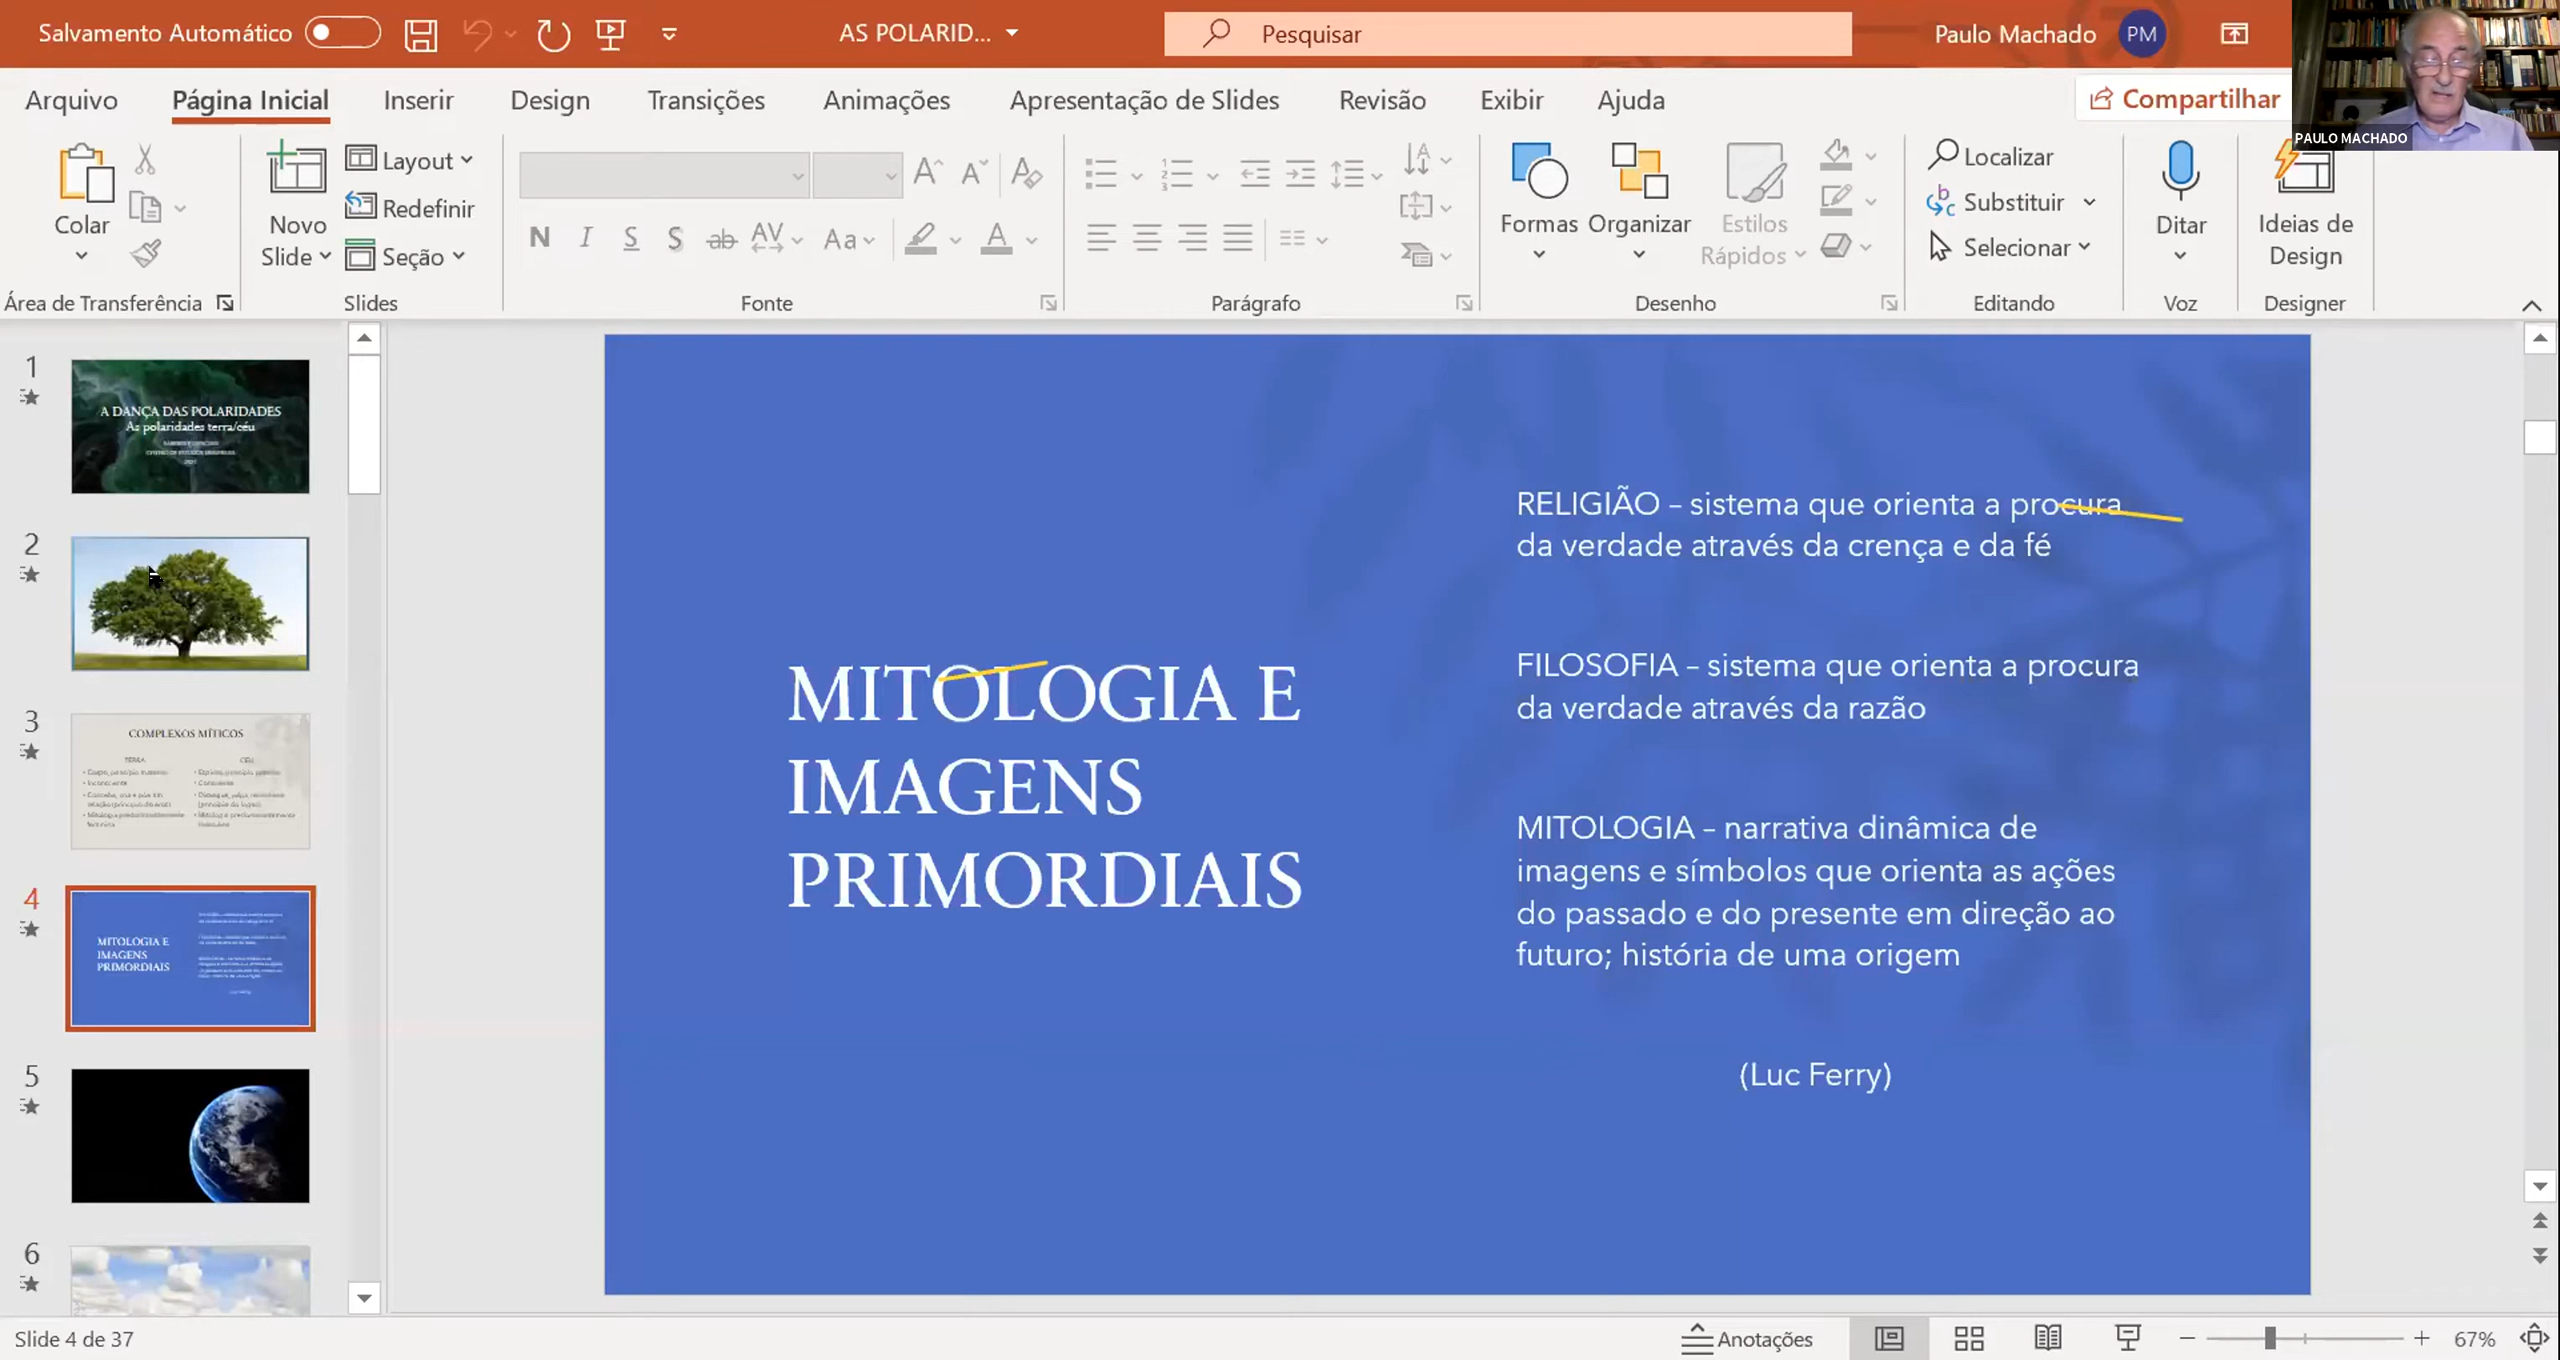 Salvamento Automático
AS POLARID...
Pesquisar
Paulo Machado
PM
Arquivo
Página Inicial
Inserir
Design
Transições
Animações
Apresentação de Slides
Revisão
Exibir
Ajuda
Compartilhar
PAULO MACHADO
Colar
Novo
Slide
Layout
Redefinir
Seção
N I S S ab AV Aa A
Formas
Organizar
Estilos
Rápidos
Localizar
Substituir
Selecionar
Ditar
Ideias de
Design
Área de Transferência
Slides
Fonte
Parágrafo
Desenho
Editando
Voz
Designer
1
A DANÇA DAS POLARIDADES
As polaridades terra/céu
2
3
COMPLEXOS MÍTICOS
TERRA
CÉU
4
MITOLOGIA E
IMAGENS
PRIMORDIAIS
5
6
MITOLOGIA E
IMAGENS
PRIMORDIAIS
RELIGIÃO – sistema que orienta a procura
da verdade através da crença e da fé
FILOSOFIA – sistema que orienta a procura
da verdade através da razão
MITOLOGIA – narrativa dinâmica de
imagens e símbolos que orienta as ações
do passado e do presente em direção ao
futuro; história de uma origem
(Luc Ferry)
Slide 4 de 37
Anotações
67%